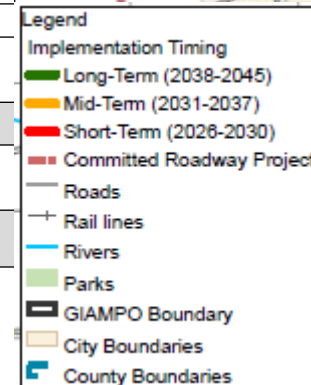 Legend
Implementation Timing
Long-Term (2038-2045)
Mid-Term (2031-2037)
Short-Term (2026-2030)
Committed Roadway Project
Roads
Rail lines
Rivers
Parks
GIAMPO Boundary
City Boundaries
County Boundaries